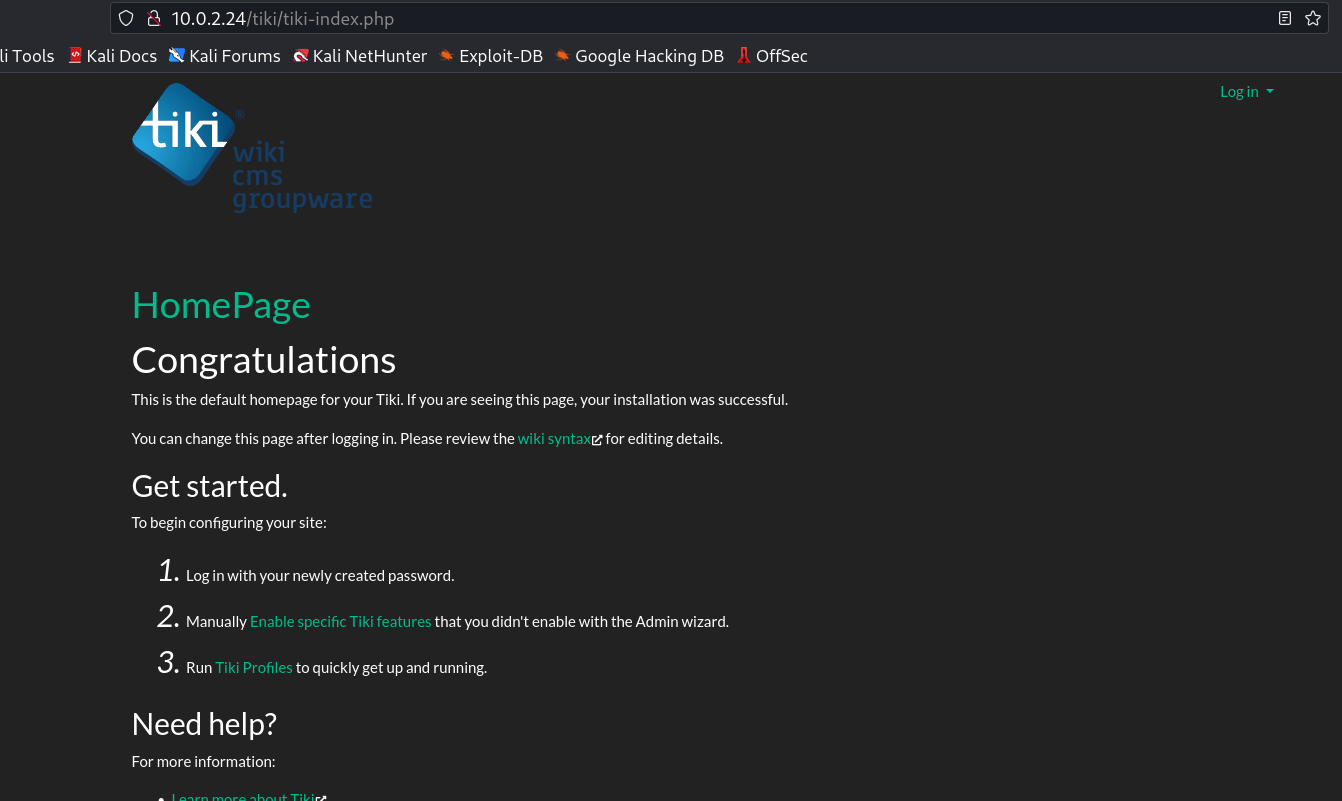 10.0.2.24/tiki/tiki-index.php
li Tools Kali Docs Kali Forums Kali NetHunter Exploit-DB Google Hacking DB OffSec
Log in
tiki®
wiki
cms
groupware
HomePage
Congratulations
This is the default homepage for your Tiki. If you are seeing this page, your installation was successful.
You can change this page after logging in. Please review the wiki syntax for editing details.
Get started.
To begin configuring your site:
1. Log in with your newly created password.
2. Manually Enable specific Tiki features that you didn't enable with the Admin wizard.
3. Run Tiki Profiles to quickly get up and running.
Need help?
For more information:
• Learn more about Tiki